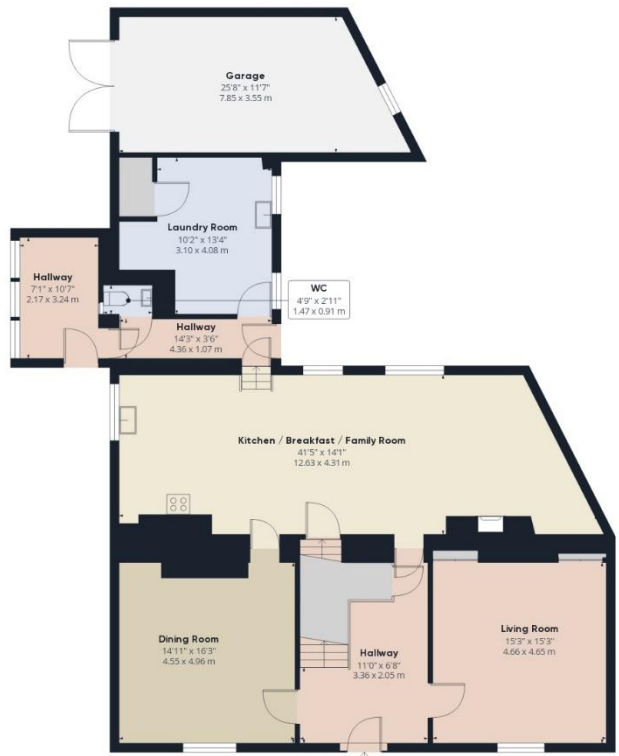 Garage
25'8" x 11'7"
7.85 x 3.55 m
Laundry Room
10'2" x 13'4"
3.10 x 4.08 m
Hallway
7'1" x 10'7"
2.17 x 3.24 m
WC
4'9" x 2'11"
1.47 x 0.91 m
Hallway
14'3" x 3'6"
4.36 x 1.07 m
Kitchen / Breakfast / Family Room
41'5" x 14'1"
12.63 x 4.31 m
Dining Room
14'11" x 16'3"
4.55 x 4.96 m
Hallway
11'0" x 6'8"
3.36 x 2.05 m
Living Room
15'3" x 15'3"
4.66 x 4.65 m